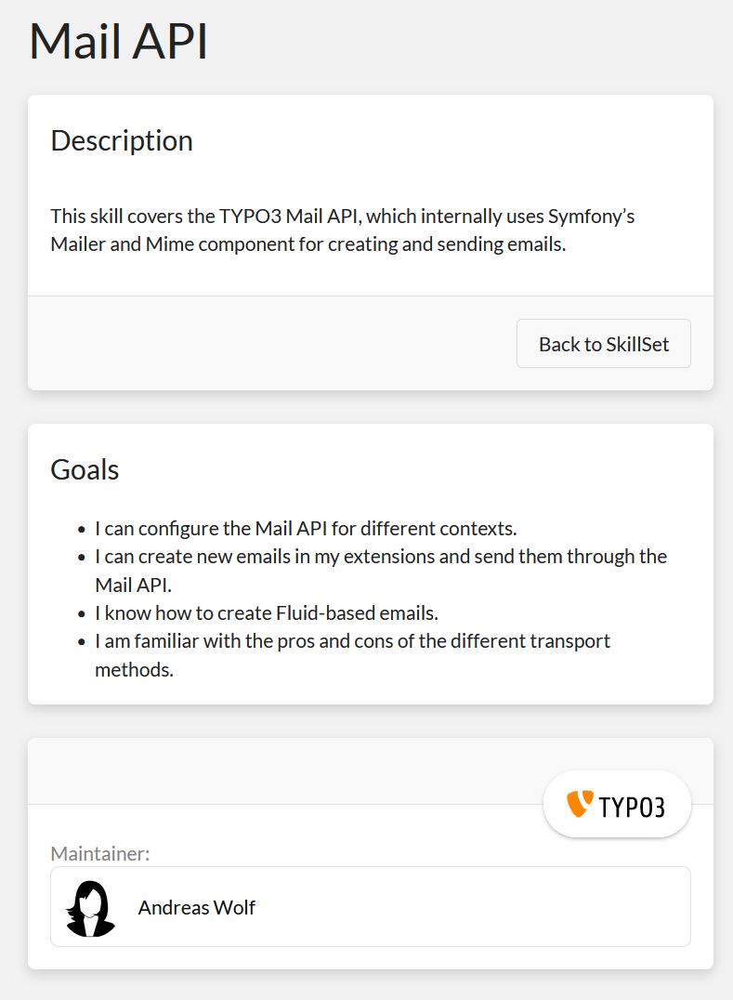 Mail API
Description
This skill covers the TYPO3 Mail API, which internally uses Symfony’s
Mailer and Mime component for creating and sending emails.
Back to SkillSet
Goals
• I can configure the Mail API for different contexts.
• I can create new emails in my extensions and send them through the
Mail API.
• I know how to create Fluid-based emails.
• I am familiar with the pros and cons of the different transport
methods.
TYPO3
Maintainer:
Andreas Wolf